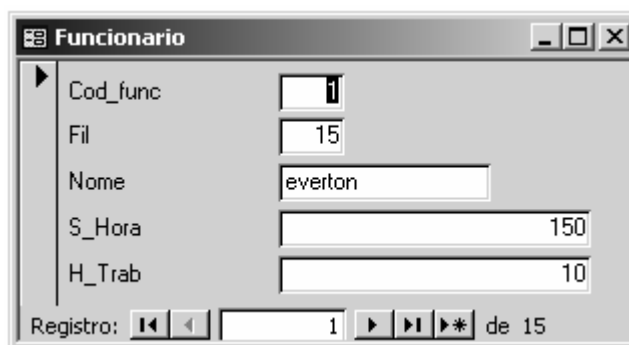 Funcionario
Cod_func 1
Fil 15
Nome everton
S_Hora 150
H_Trab 10
Registro: 1 de 15